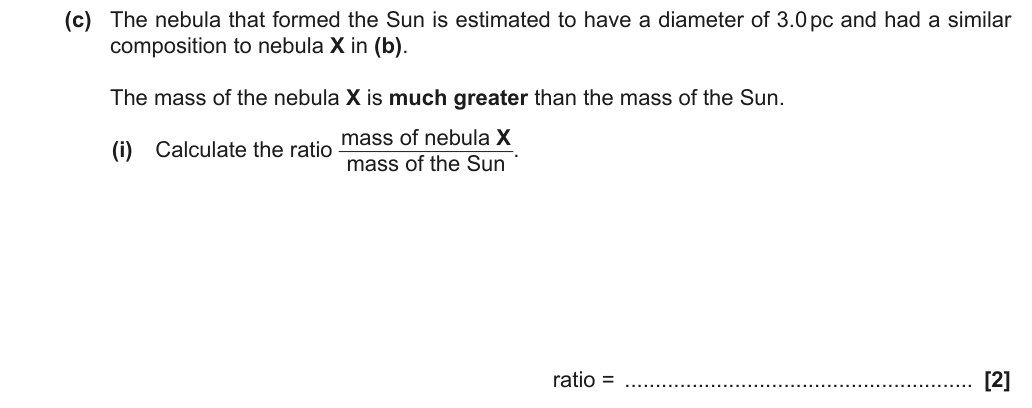 (c) The nebula that formed the Sun is estimated to have a diameter of 3.0 pc and had a similar
composition to nebula X in (b).
The mass of the nebula X is much greater than the mass of the Sun.
(i) Calculate the ratio mass of nebula X
mass of the Sun.
ratio = ......................................................... [2]